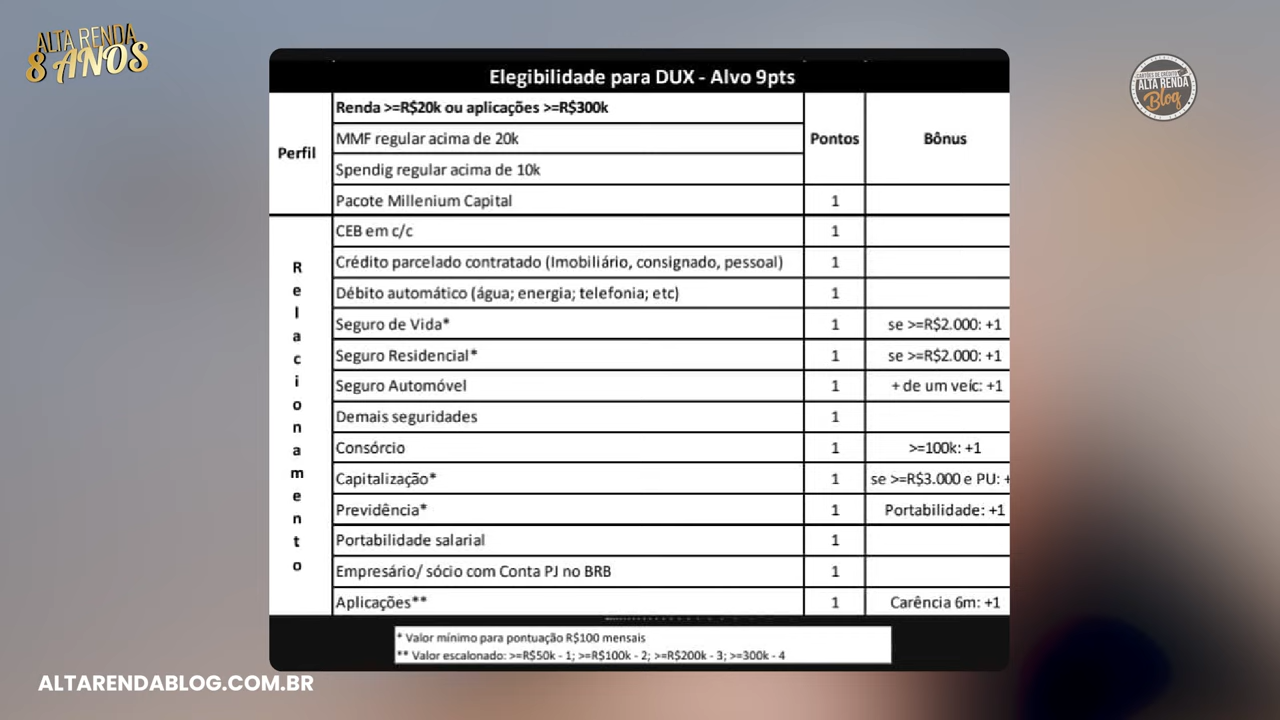 ALTA RENDA
8 ANOS
CARTÕES DE CRÉDITO
ALTA RENDA
Blog
Elegibilidade para DUX - Alvo 9pts
Perfil
Renda >=R$20k ou aplicações >=R$300k
MMF regular acima de 20k
Spendig regular acima de 10k
Pontos
Bônus
Pacote Millenium Capital 1
Relacionamento
CEB em c/c 1
Crédito parcelado contratado (Imobiliário, consignado, pessoal) 1
Débito automático (água; energia; telefonia; etc) 1
Seguro de Vida* 1 se >=R$2.000: +1
Seguro Residencial* 1 se >=R$2.000: +1
Seguro Automóvel 1 + de um veíc: +1
Demais seguridades 1
Consórcio 1 >=100k: +1
Capitalização* 1 se >=R$3.000 e PU: +
Previdência* 1 Portabilidade: +1
Portabilidade salarial 1
Empresário/ sócio com Conta PJ no BRB 1
Aplicações** 1 Carência 6m: +1
* Valor mínimo para pontuação R$100 mensais
** Valor escalonado: >=R$50k - 1; >=R$100k - 2; >=R$200k - 3; >=300k - 4
ALTARENDABLOG.COM.BR